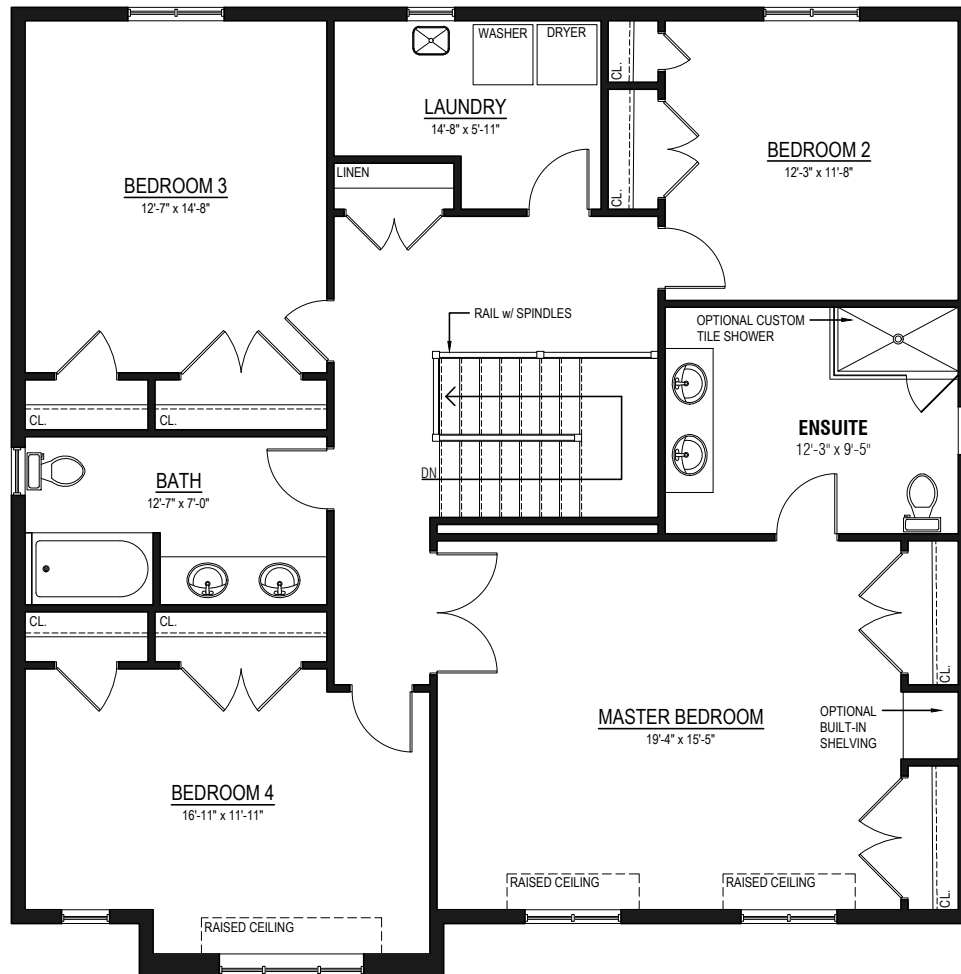 WASHER
DRYER
CL.
LAUNDRY
14'-8" x 5'-11"
BEDROOM 2
12'-3" x 11'-8"
BEDROOM 3
12'-7" x 14'-8"
LINEN
CL.
RAIL w/ SPINDLES
OPTIONAL CUSTOM
TILE SHOWER
CL.
CL.
ENSUITE
12'-3" x 9'-5"
DN
BATH
12'-7" x 7'-0"
CL.
CL.
CL.
MASTER BEDROOM
19'-4" x 15'-5"
OPTIONAL
BUILT-IN
SHELVING
BEDROOM 4
16'-11" x 11'-11"
RAISED CEILING
RAISED CEILING
CL.
RAISED CEILING